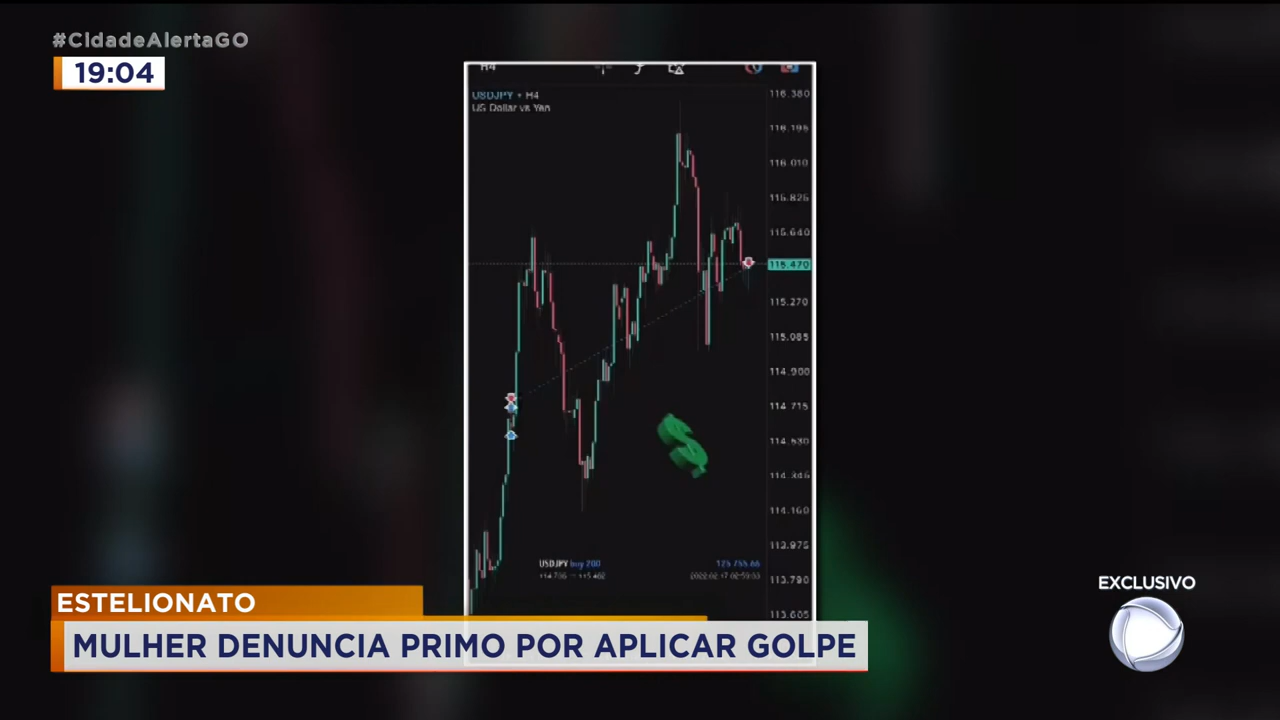 #CidadeAlertaGO
19:04
H4
USDJPY • H4
US Dollar vs Yen
116.380
116.195
116.010
115.825
115.640
115.470
115.270
115.085
114.900
114.715
114.530
114.345
114.160
113.975
113.790
113.605
USDJPY buy 200
ESTELIONATO
MULHER DENUNCIA PRIMO POR APLICAR GOLPE
EXCLUSIVO